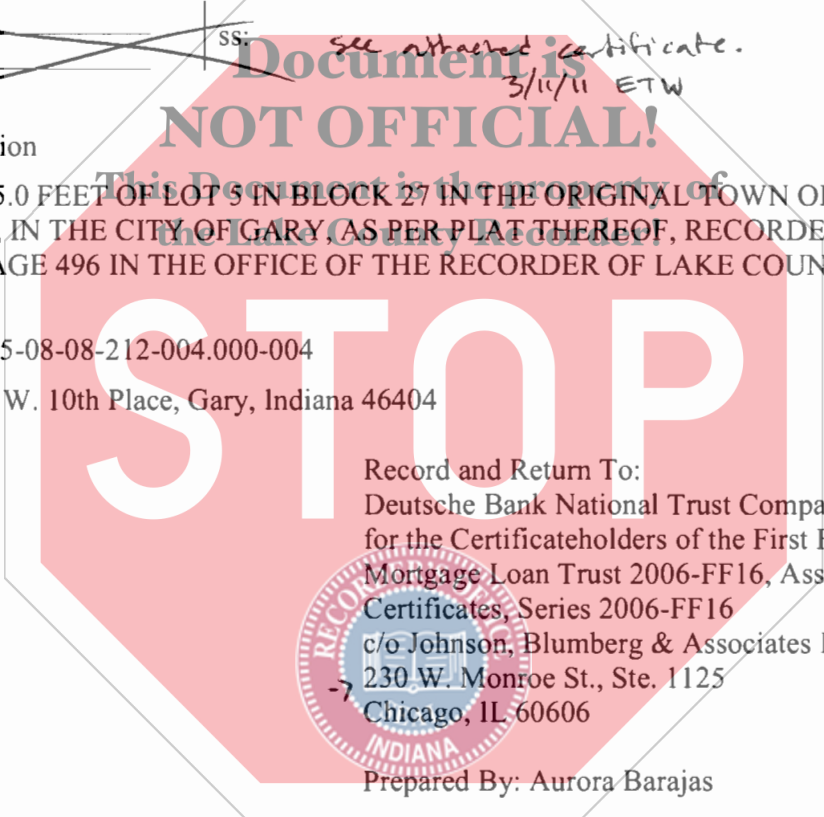 ss: See attached certificate.
3/11/11 ETW
Document is
NOT OFFICIAL!
This Document is the property of
the Lake County Recorder!
STOP
ion
5.0 FEET OF LOT 5 IN BLOCK 27 IN THE ORIGINAL TOWN O
IN THE CITY OF GARY, AS PER PLAT THEREOF, RECORDE
AGE 496 IN THE OFFICE OF THE RECORDER OF LAKE COUN
5-08-08-212-004.000-004
W. 10th Place, Gary, Indiana 46404
Record and Return To:
Deutsche Bank National Trust Compa
for the Certificateholders of the First
Mortgage Loan Trust 2006-FF16, Ass
Certificates, Series 2006-FF16
c/o Johnson, Blumberg & Associates
230 W. Monroe St., Ste. 1125
Chicago, IL 60606
Prepared By: Aurora Barajas
RECORDER'S OFFICE
INDIANA